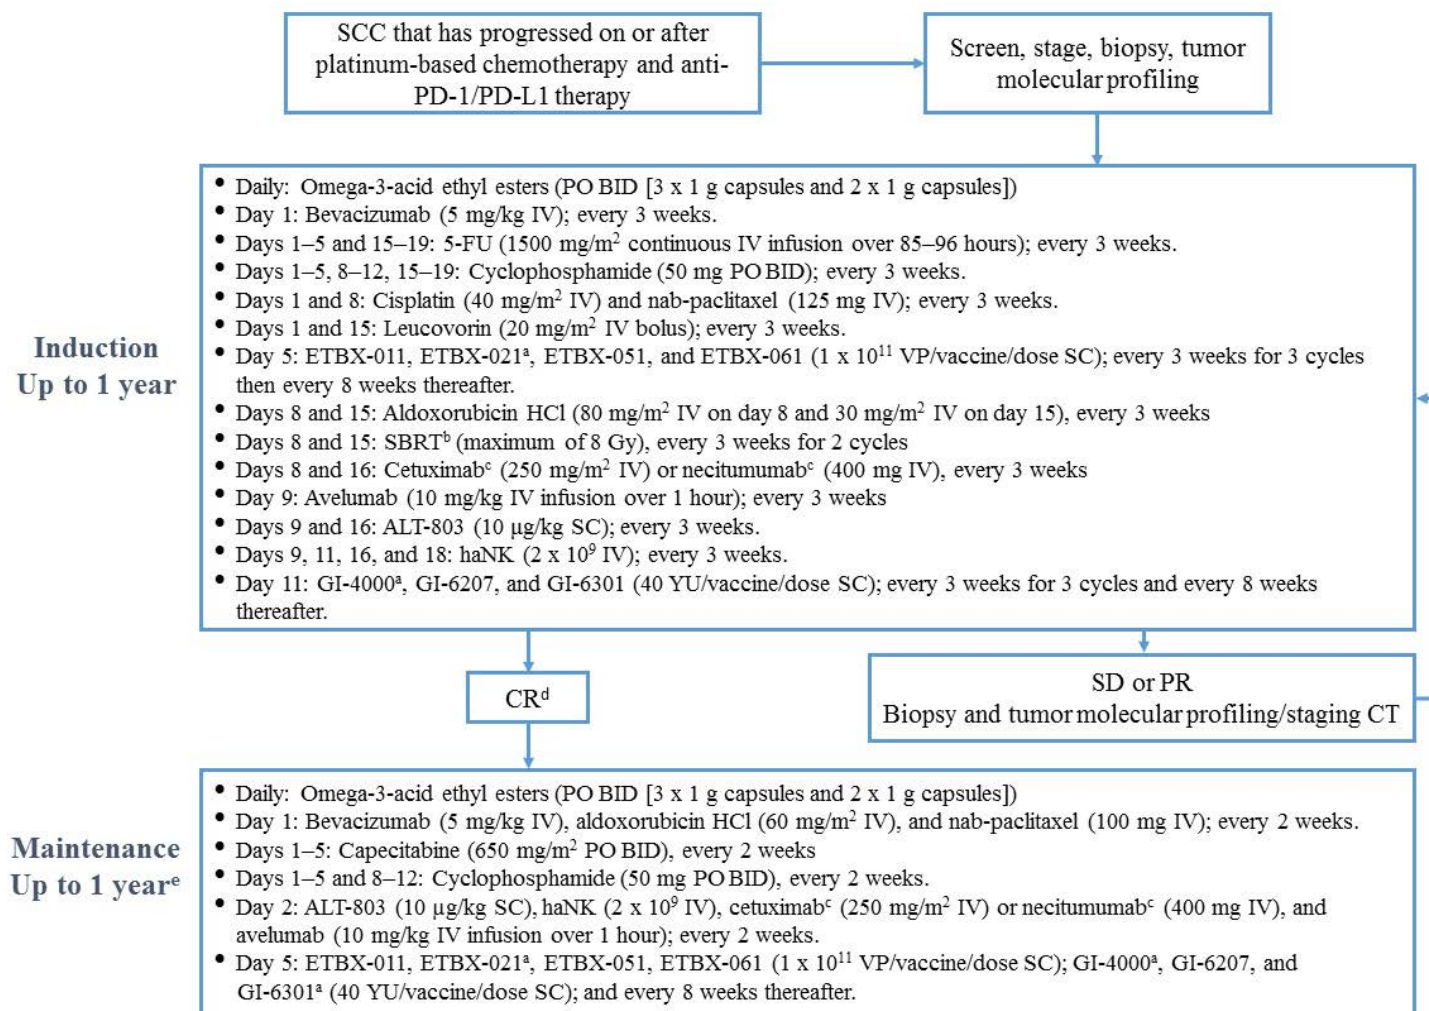 SCC that has progressed on or after
platinum-based chemotherapy and anti-
PD-1/PD-L1 therapy
Screen, stage, biopsy, tumor
molecular profiling
Induction
Up to 1 year
• Daily: Omega-3-acid ethyl esters (PO BID [3 x 1 g capsules and 2 x 1 g capsules])
• Day 1: Bevacizumab (5 mg/kg IV); every 3 weeks.
• Days 1–5 and 15–19: 5-FU (1500 mg/m² continuous IV infusion over 85–96 hours); every 3 weeks.
• Days 1–5, 8–12, 15–19: Cyclophosphamide (50 mg PO BID); every 3 weeks.
• Days 1 and 8: Cisplatin (40 mg/m² IV) and nab-paclitaxel (125 mg IV); every 3 weeks.
• Days 1 and 15: Leucovorin (20 mg/m² IV bolus); every 3 weeks.
• Day 5: ETBX-011, ETBX-021ᵃ, ETBX-051, and ETBX-061 (1 x 10¹¹ VP/vaccine/dose SC); every 3 weeks for 3 cycles
then every 8 weeks thereafter.
• Days 8 and 15: Aldoxorubicin HCl (80 mg/m² IV on day 8 and 30 mg/m² IV on day 15), every 3 weeks
• Days 8 and 15: SBRTᵇ (maximum of 8 Gy), every 3 weeks for 2 cycles
• Days 8 and 16: Cetuximabᶜ (250 mg/m² IV) or necitumumabᶜ (400 mg IV), every 3 weeks
• Day 9: Avelumab (10 mg/kg IV infusion over 1 hour); every 3 weeks
• Days 9 and 16: ALT-803 (10 µg/kg SC); every 3 weeks.
• Days 9, 11, 16, and 18: haNK (2 x 10⁹ IV); every 3 weeks.
• Day 11: GI-4000ᵃ, GI-6207, and GI-6301 (40 YU/vaccine/dose SC); every 3 weeks for 3 cycles and every 8 weeks
thereafter.
CRᵈ
SD or PR
Biopsy and tumor molecular profiling/staging CT
Maintenance
Up to 1 yearᵉ
• Daily: Omega-3-acid ethyl esters (PO BID [3 x 1 g capsules and 2 x 1 g capsules])
• Day 1: Bevacizumab (5 mg/kg IV), aldoxorubicin HCl (60 mg/m² IV), and nab-paclitaxel (100 mg IV); every 2 weeks.
• Days 1–5: Capecitabine (650 mg/m² PO BID), every 2 weeks
• Days 1–5 and 8–12: Cyclophosphamide (50 mg PO BID), every 2 weeks.
• Day 2: ALT-803 (10 µg/kg SC), haNK (2 x 10⁹ IV), cetuximabᶜ (250 mg/m² IV) or necitumumabᶜ (400 mg IV), and
avelumab (10 mg/kg IV infusion over 1 hour); every 2 weeks.
• Day 5: ETBX-011, ETBX-021ᵃ, ETBX-051, ETBX-061 (1 x 10¹¹ VP/vaccine/dose SC); GI-4000ᵃ, GI-6207, and
GI-6301ᵃ (40 YU/vaccine/dose SC); and every 8 weeks thereafter.